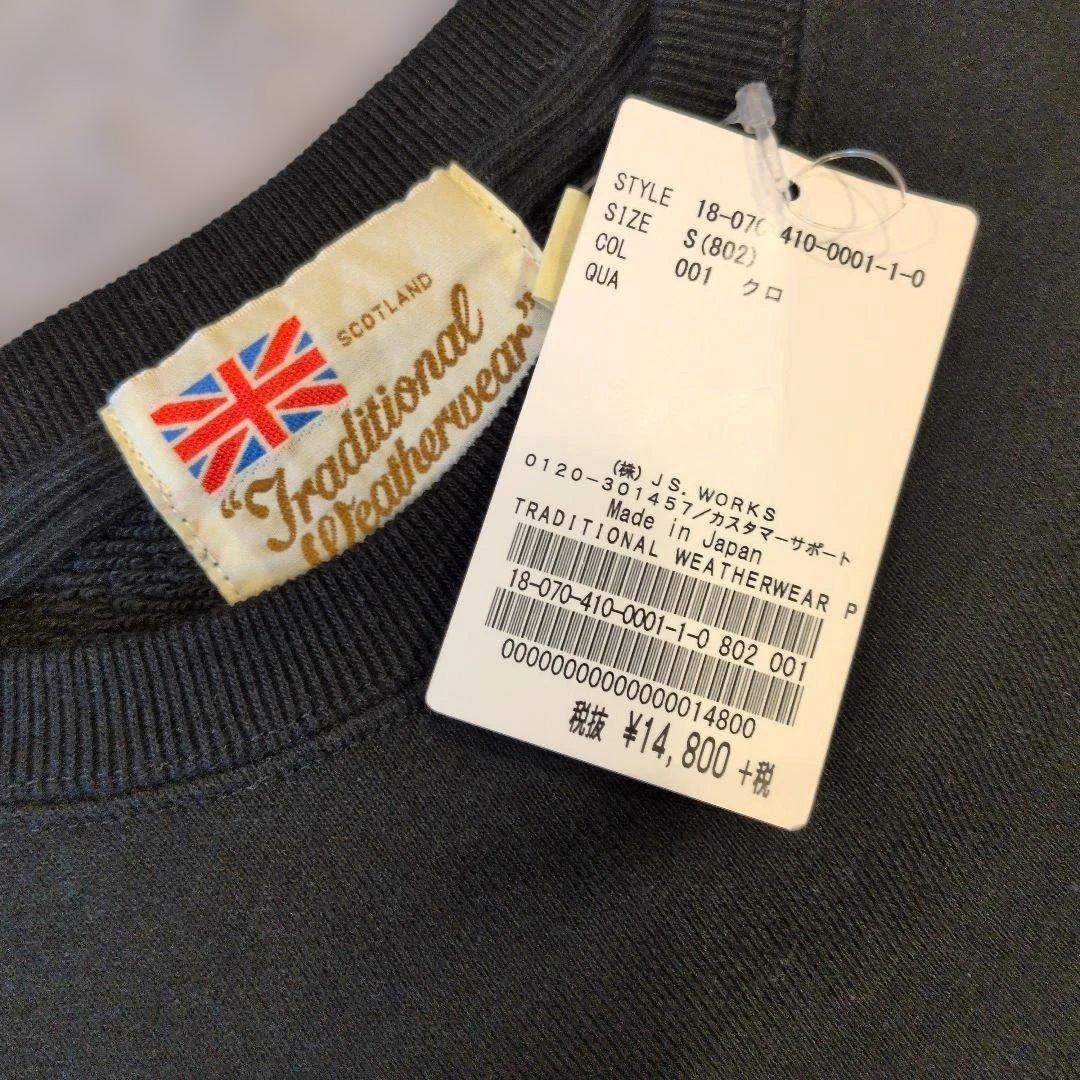 SCOTLAND
"Traditional
Weatherwear"
STYLE 18-070-410-0001-1-0
SIZE S(802)
COL 001 クロ
QUA
(株)JS.WORKS
0120-301457/カスタマーサポート
Made in Japan
TRADITIONAL WEATHERWEAR P
18-070-410-0001-1-0 802 001
00000000000000014800
税抜 ¥14,800 +税